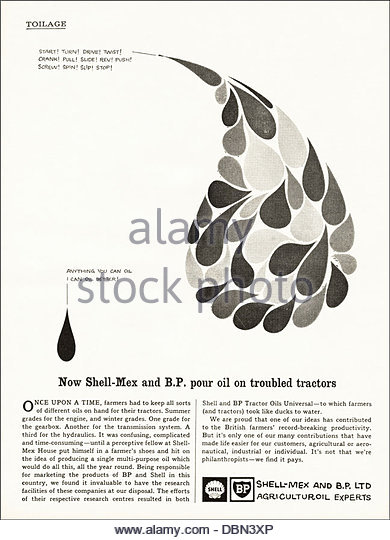 TOILAGE
START! TURN! DRIVE! TWIST!
CRANK! PULL! SLIDE! REV! PUSH!
SCREW! SPIN! SLIP! STOP!
alamy
stock photo
ANYTHING YOU CAN OIL
I CAN OIL BETTER!
Now Shell-Mex and B.P. pour oil on troubled tractors
ONCE UPON A TIME, farmers had to keep all sorts
of different oils on hand for their tractors. Summer
grades for the engine, and winter grades. One grade for
the gearbox. Another for the transmission. A
third for the hydraulics. It was confusing, complicated
and time-consuming—until a perceptive fellow at Shell-
Mex House put himself in a farmer's shoes and hit on
the idea of producing a single multi-purpose oil which
would do all this, all the year round. Being responsible
for marketing the products of BP and Shell in this
country, we found it invaluable to have the research
facilities of these companies at our disposal. The efforts
of their respective research centres resulted in both
Shell and BP Tractor Oils Universal—to which farmers
(and tractors) took like ducks to water.
We are proud that one of our ideas has contributed
to the British farmers' record-breaking productivity.
But it's only one of many contributions that have
made life easier for our customers, agricultural or aero-
nautical, industrial or individual. It's not that we're
philanthropists—we find it pays.
SHELL
BP
SHELL-MEX AND B.P. LTD
AGRICULTUROIL EXPERTS
alamy stock photo
DBN3XP